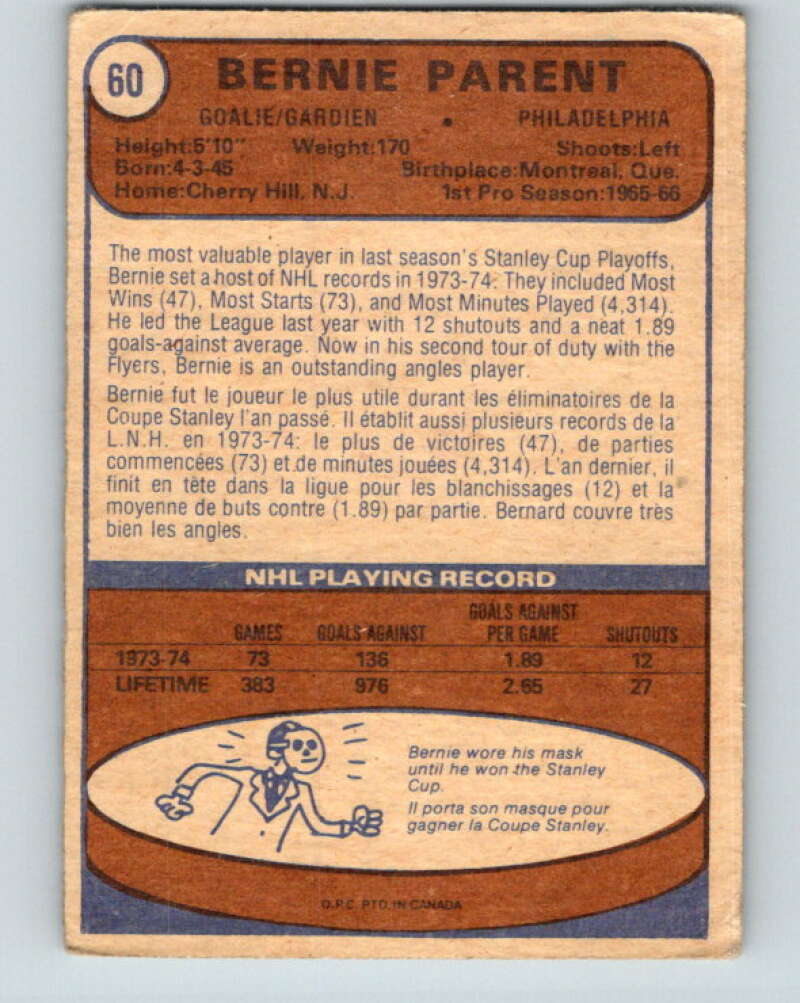 60
BERNIE PARENT
GOALIE/GARDIEN • PHILADELPHIA
Height:5'10" Weight:170 Shoots:Left
Born:4-3-45 Birthplace:Montreal, Que.
Home:Cherry Hill, N.J. 1st Pro Season:1965-66
The most valuable player in last season's Stanley Cup Playoffs,
Bernie set a host of NHL records in 1973-74: They included Most
Wins (47), Most Starts (73), and Most Minutes Played (4,314).
He led the League last year with 12 shutouts and a neat 1.89
goals-against average. Now in his second tour of duty with the
Flyers, Bernie is an outstanding angles player.
Bernie fut le joueur le plus utile durant les éliminatoires de la
Coupe Stanley l'an passé. Il établit aussi plusieurs records de la
L.N.H. en 1973-74: le plus de victoires (47), de parties
commencées (73) et de minutes jouées (4,314). L'an dernier, il
finit en tête dans la ligue pour les blanchissages (12) et la
moyenne de buts contre (1.89) par partie. Bernard couvre très
bien les angles.
NHL PLAYING RECORD
GAMES GOALS AGAINST GOALS AGAINST PER GAME SHUTOUTS
1973-74 73 136 1.89 12
LIFETIME 383 976 2.65 27
Bernie wore his mask
until he won the Stanley
Cup.
Il porta son masque pour
gagner la Coupe Stanley.
O.P.C. PTD. IN CANADA